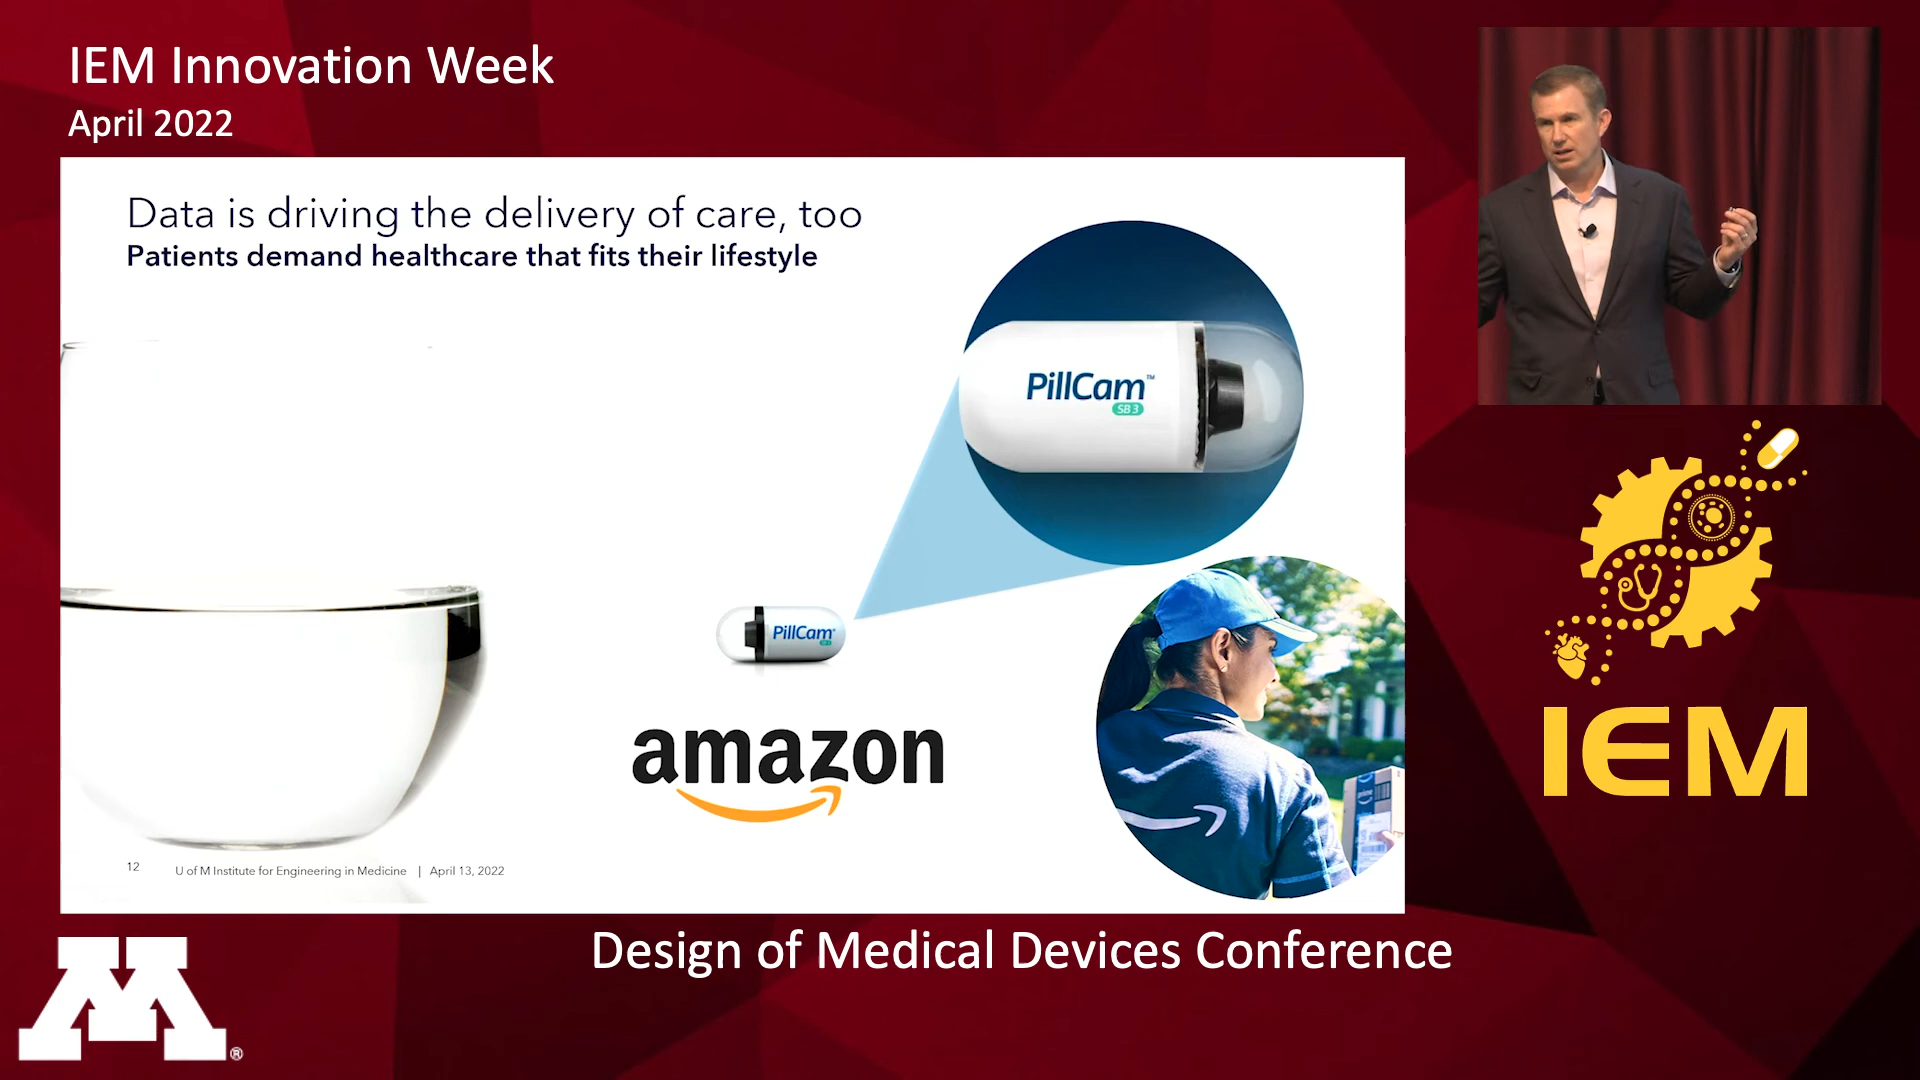 IEM Innovation Week
April 2022
Data is driving the delivery of care, too
Patients demand healthcare that fits their lifestyle
PillCam™
SB 3
PillCam
amazon
prime
12 U of M Institute for Engineering in Medicine | April 13, 2022
IEM
Design of Medical Devices Conference
M®